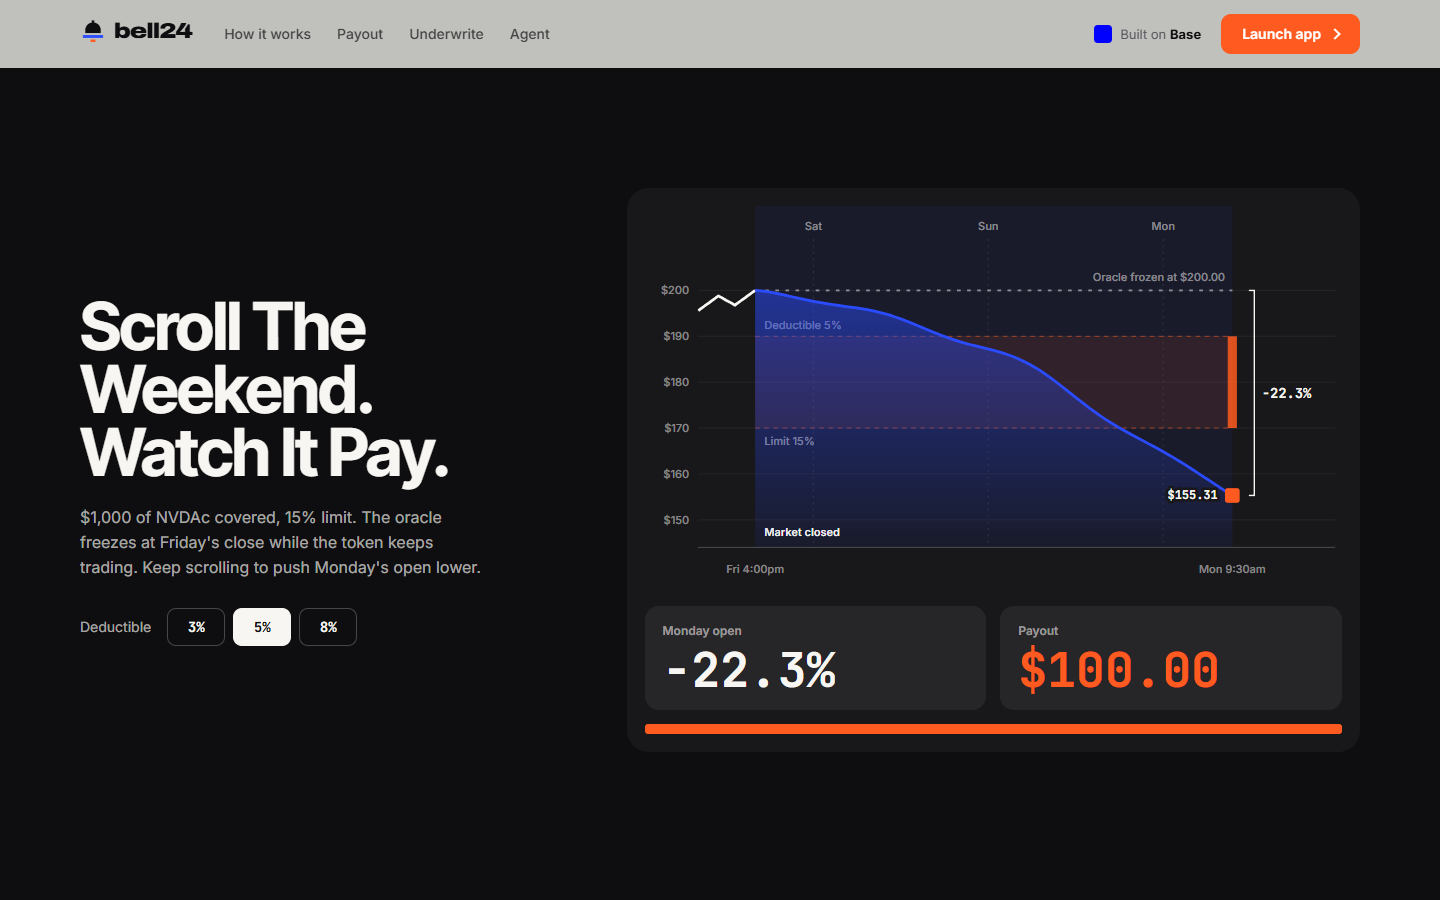 bell24
How it works
Payout
Underwrite
Agent
Built on Base
Launch app
Scroll The
Weekend.
Watch It Pay.
$1,000 of NVDAc covered, 15% limit. The oracle
freezes at Friday's close while the token keeps
trading. Keep scrolling to push Monday's open lower.
Deductible
3%
5%
8%
Sat
Sun
Mon
Oracle frozen at $200.00
$200
Deductible 5%
$190
$180
-22.3%
$170
Limit 15%
$160
$155.31
$150
Market closed
Fri 4:00pm
Mon 9:30am
Monday open
-22.3%
Payout
$100.00